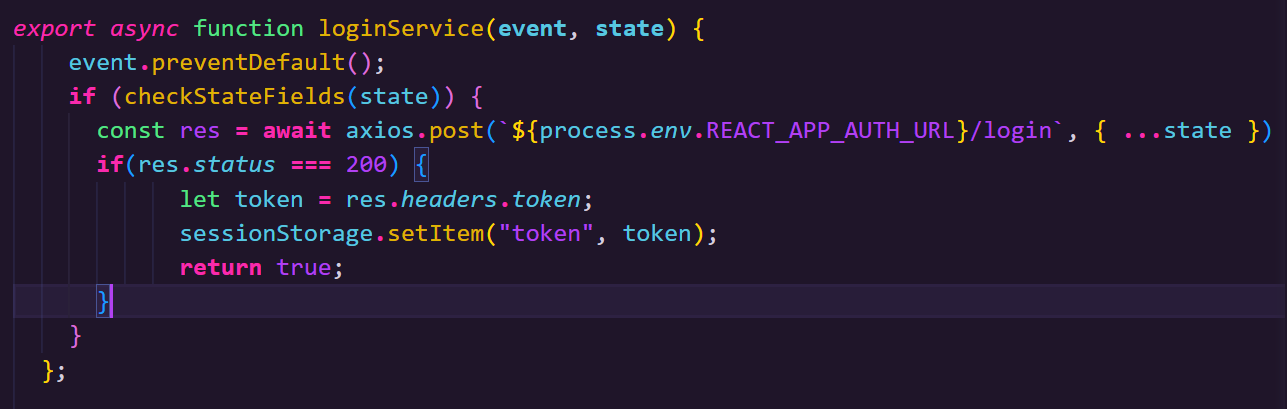 export async function loginService(event, state) {
event.preventDefault();
if (checkStateFields(state)) {
const res = await axios.post(`${process.env.REACT_APP_AUTH_URL}/login`, { ...state })
if(res.status === 200) {
let token = res.headers.token;
sessionStorage.setItem("token", token);
return true;
}
}
};